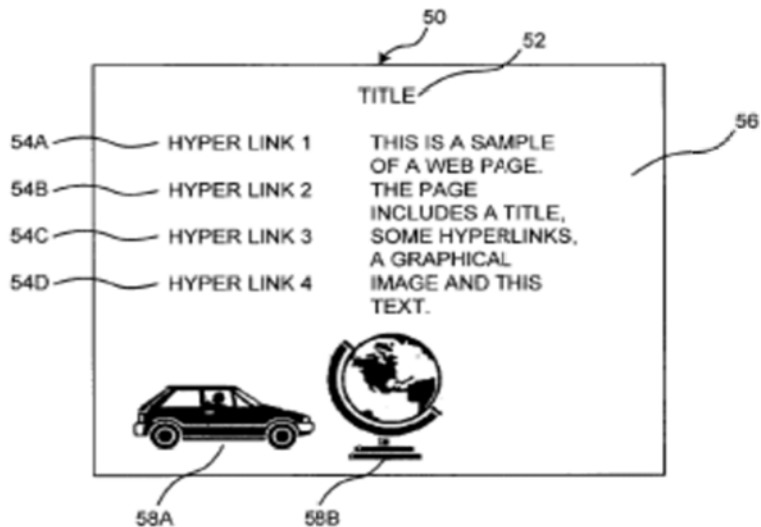 50
52
TITLE
56
54A HYPER LINK 1
54B HYPER LINK 2
54C HYPER LINK 3
54D HYPER LINK 4
THIS IS A SAMPLE
OF A WEB PAGE.
THE PAGE
INCLUDES A TITLE,
SOME HYPERLINKS,
A GRAPHICAL
IMAGE AND THIS
TEXT.
58A
58B